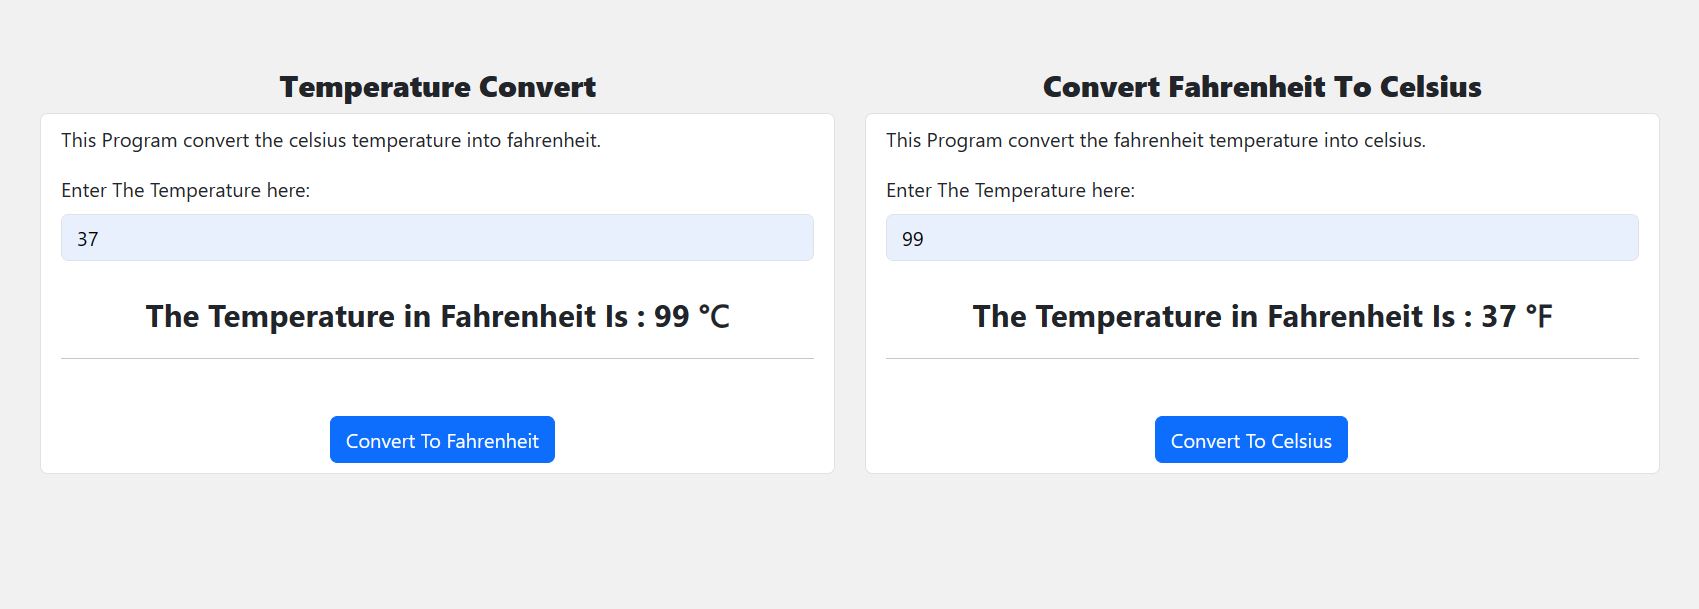 Temperature Convert
This Program convert the celsius temperature into fahrenheit.
Enter The Temperature here:
37
The Temperature in Fahrenheit Is : 99 °C
Convert To Fahrenheit
Convert Fahrenheit To Celsius
This Program convert the fahrenheit temperature into celsius.
Enter The Temperature here:
99
The Temperature in Fahrenheit Is : 37 °F
Convert To Celsius